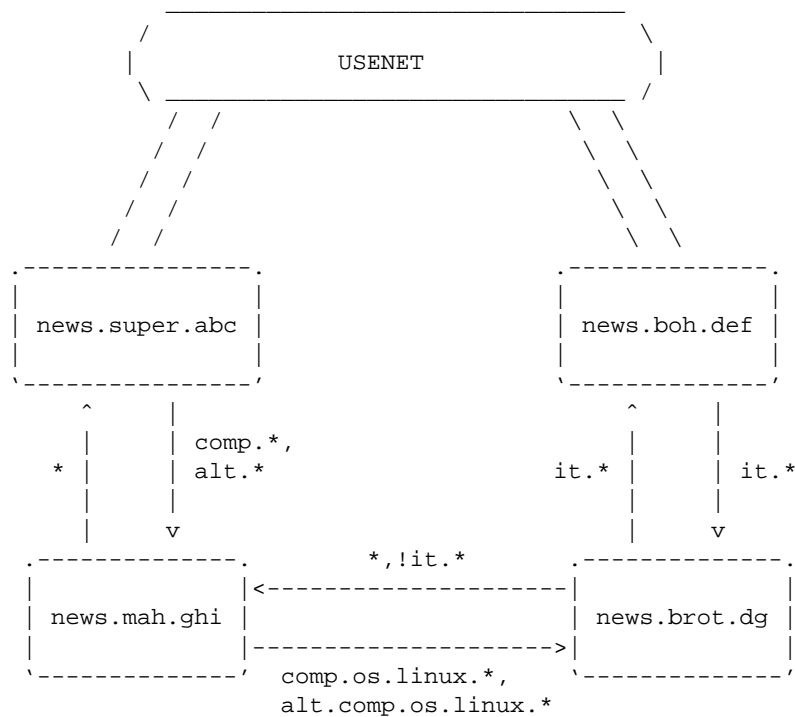 USENET
news.super.abc news.boh.def
comp.*,
* alt.* it.* it.*
*,!it.*
news.mah.ghi news.brot.dg
comp.os.linux.*,
alt.comp.os.linux.*